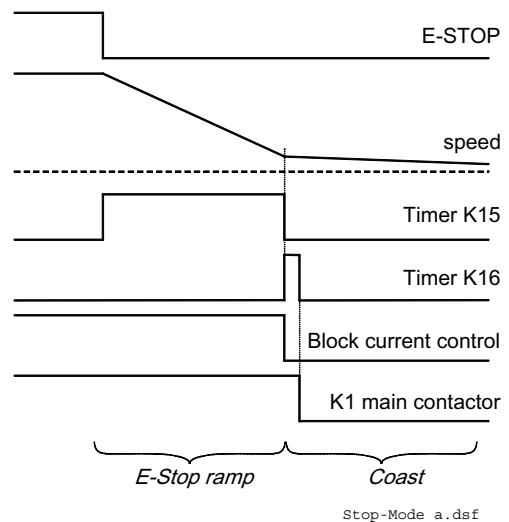 E-STOP
speed
Timer K15
Timer K16
Block current control
K1 main contactor
E-Stop ramp Coast
Stop-Mode a.dsf